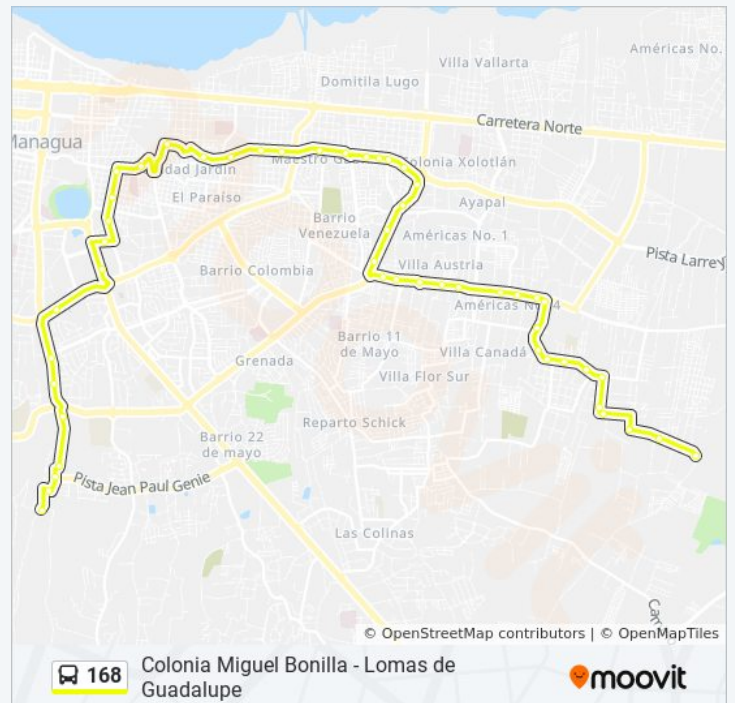 Américas No.
Villa Vallarta
Domitila Lugo
Carretera Norte
Managua
dad Jardín
Colonia Xolotlán
El Paraíso
Ayapal
Barrio
Venezuela
Américas No. 1
Pista Larrey
Villa Austria
Barrio Colombia
Barrio 11
de Mayo
Villa Canadá
Grenada
Villa Flor Sur
Reparto Schick
Barrio 22
de mayo
Pista Jean Paul Genie
Las Colinas
© OpenStreetMap contributors | © OpenMapTiles
168
Colonia Miguel Bonilla - Lomas de
Guadalupe
moovit